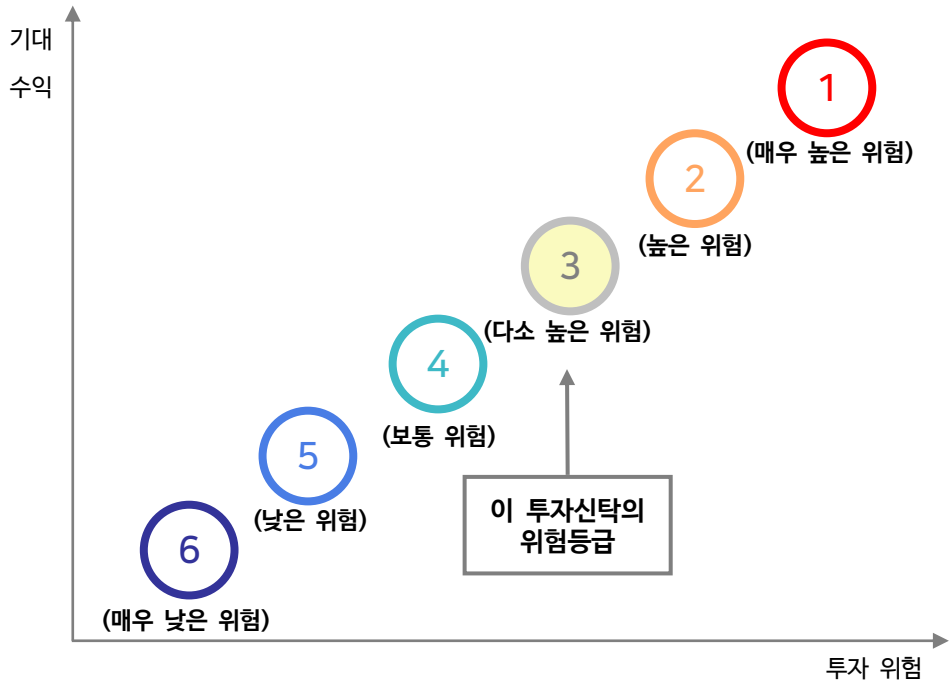 기대
수익
1
(매우 높은 위험)
2
(높은 위험)
3
(다소 높은 위험)
4
(보통 위험)
5
(낮은 위험)
이 투자신탁의
위험등급
6
(매우 낮은 위험)
투자 위험